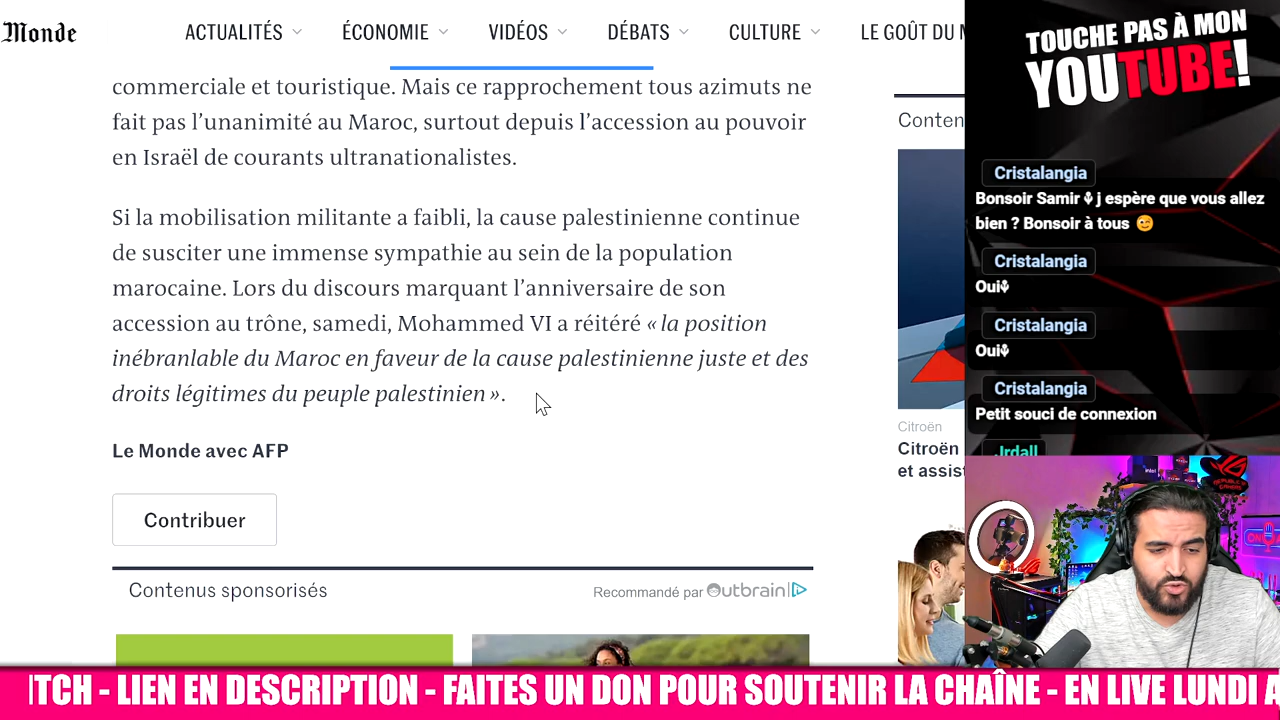 Monde
ACTUALITÉS
ÉCONOMIE
VIDÉOS
DÉBATS
CULTURE
LE GOÛT DU
commerciale et touristique. Mais ce rapprochement tous azimuts ne
fait pas l’unanimité au Maroc, surtout depuis l’accession au pouvoir
en Israël de courants ultranationalistes.
Si la mobilisation militante a faibli, la cause palestinienne continue
de susciter une immense sympathie au sein de la population
marocaine. Lors du discours marquant l’anniversaire de son
accession au trône, samedi, Mohammed VI a réitéré « la position
inébranlable du Maroc en faveur de la cause palestinienne juste et des
droits légitimes du peuple palestinien ».
Le Monde avec AFP
Contribuer
Contenus sponsorisés
Recommandé par Outbrain
Conten
Citroën
Citroën
et assist
TOUCHE PAS À MON
YOUTUBE!
Cristalangia
Bonsoir Samir j espère que vous allez
bien ? Bonsoir à tous 😉
Cristalangia
Oui
Cristalangia
Oui
Cristalangia
Petit souci de connexion
Jrdall
ITCH - LIEN EN DESCRIPTION - FAITES UN DON POUR SOUTENIR LA CHAÎNE - EN LIVE LUNDI A